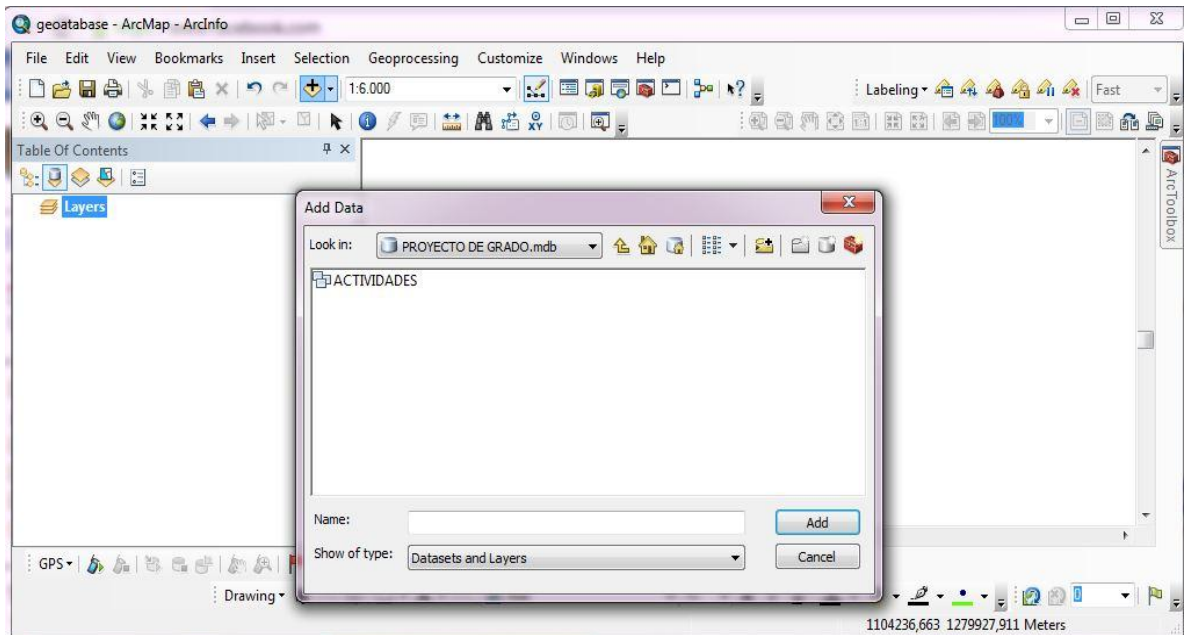 geoatabase - ArcMap - ArcInfo
File Edit View Bookmarks Insert Selection Geoprocessing Customize Windows Help
1:6.000
Labeling
Fast
100%
Table Of Contents
Layers
ArcToolbox
Add Data
Look in: PROYECTO DE GRADO.mdb
ACTIVIDADES
Name:
Add
Show of type: Datasets and Layers
Cancel
GPS
Drawing
0
1104236,663 1279927,911 Meters